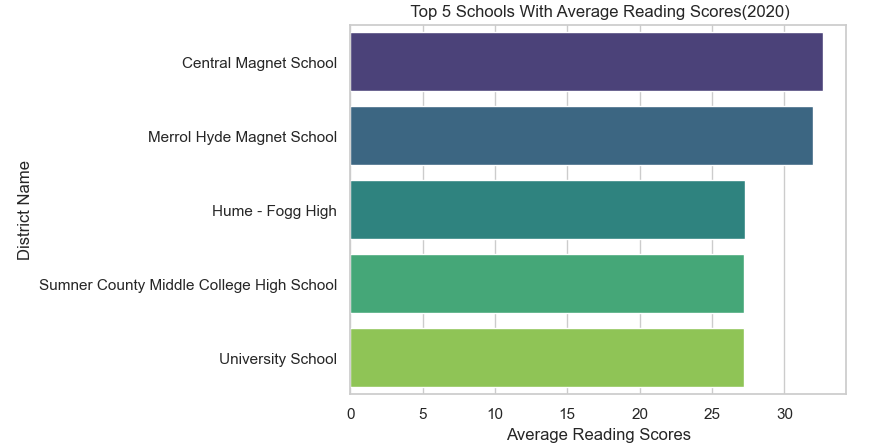 Top 5 Schools With Average Reading Scores(2020)
Central Magnet School
Merrol Hyde Magnet School
Hume - Fogg High
Sumner County Middle College High School
University School
District Name
0 5 10 15 20 25 30
Average Reading Scores